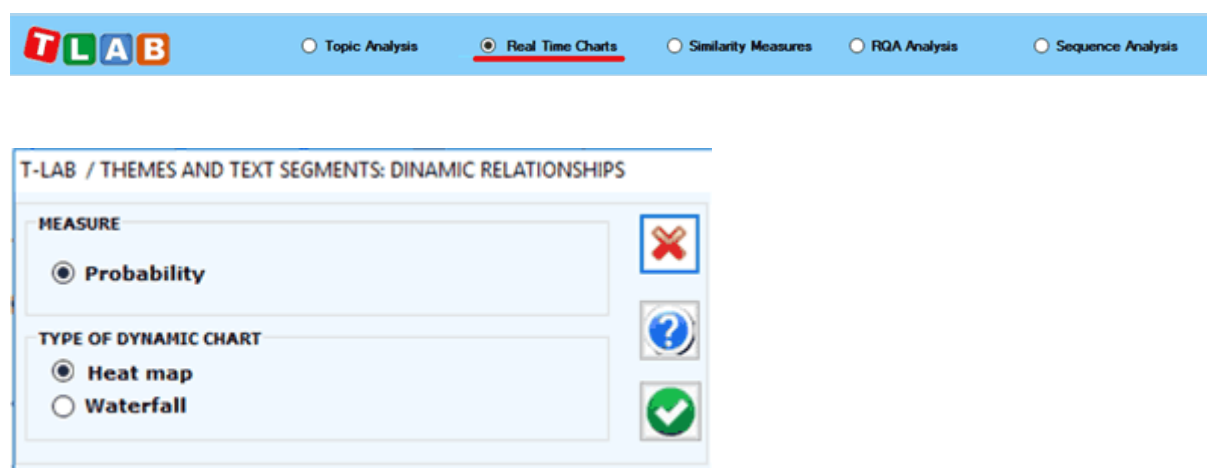 TLAB Topic Analysis Real Time Charts Similarity Measures RQA Analysis Sequence Analysis
T-LAB / THEMES AND TEXT SEGMENTS: DINAMIC RELATIONSHIPS
MEASURE
Probability
TYPE OF DYNAMIC CHART
Heat map
Waterfall